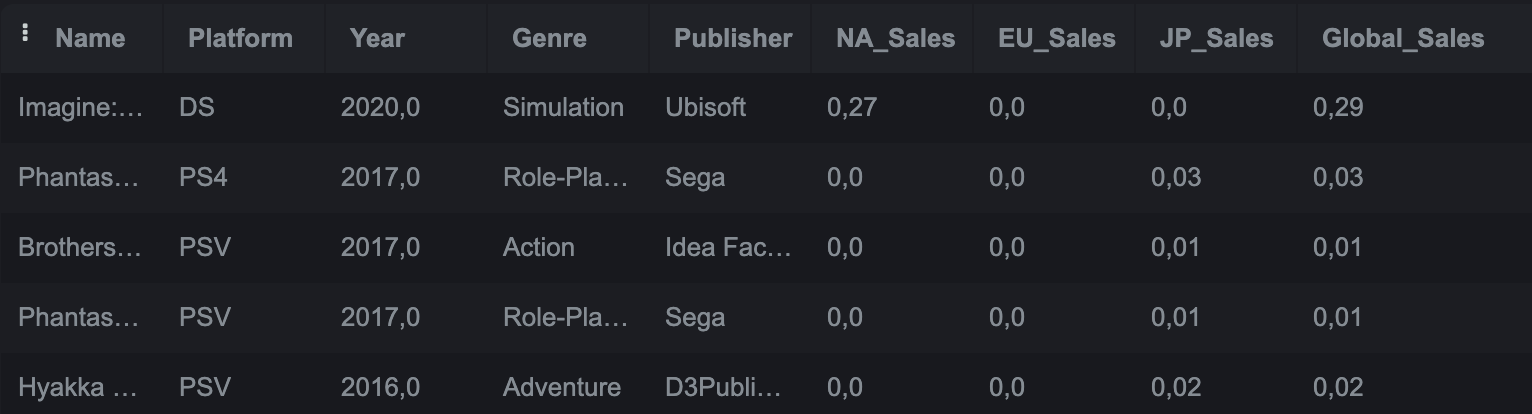 Name Platform Year Genre Publisher NA_Sales EU_Sales JP_Sales Global_Sales
Imagine:... DS 2020,0 Simulation Ubisoft 0,27 0,0 0,0 0,29
Phantas... PS4 2017,0 Role-Pla... Sega 0,0 0,0 0,03 0,03
Brothers... PSV 2017,0 Action Idea Fac... 0,0 0,0 0,01 0,01
Phantas... PSV 2017,0 Role-Pla... Sega 0,0 0,0 0,01 0,01
Hyakka ... PSV 2016,0 Adventure D3Publi... 0,0 0,0 0,02 0,02